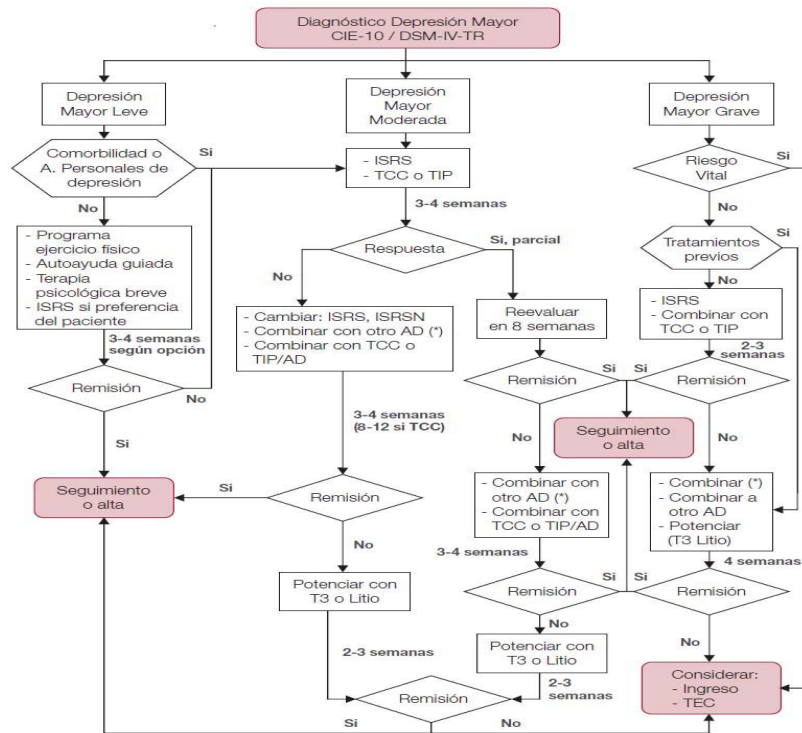 Diagnóstico Depresión Mayor
CIE-10 / DSM-IV-TR
Depresión
Mayor Leve
Depresión
Mayor
Moderada
Depresión
Mayor Grave
Comorbilidad o
A. Personales de
depresión
Si
No
- Programa
ejercicio físico
- Autoayuda guiada
- Terapia
psicológica breve
- ISRS si preferencia
del paciente
3-4 semanas
según opción
Remisión
No
Si
Seguimiento
o alta
- ISRS
- TCC o TIP
3-4 semanas
Respuesta
No
Si, parcial
- Cambiar: ISRS, ISRSN
- Combinar con otro AD (*)
- Combinar con TCC o
TIP/AD
3-4 semanas
(8-12 si TCC)
Remisión
Si
No
Potenciar con
T3 o Litio
2-3 semanas
Reevaluar
en 8 semanas
Remisión
Si
No
- Combinar con
otro AD (*)
- Combinar con
TCC o TIP/AD
3-4 semanas
Remisión
Si
No
Potenciar con
T3 o Litio
2-3
semanas
Remisión
Si
No
Riesgo
Vital
Si
No
Tratamientos
previos
Si
No
- ISRS
- Combinar con
TCC o TIP
2-3
semanas
Remisión
Si
No
Seguimiento
o alta
- Combinar (*)
- Combinar a
otro AD
- Potenciar
(T3 Litio)
4 semanas
Remisión
Si
No
Considerar:
- Ingreso
- TEC